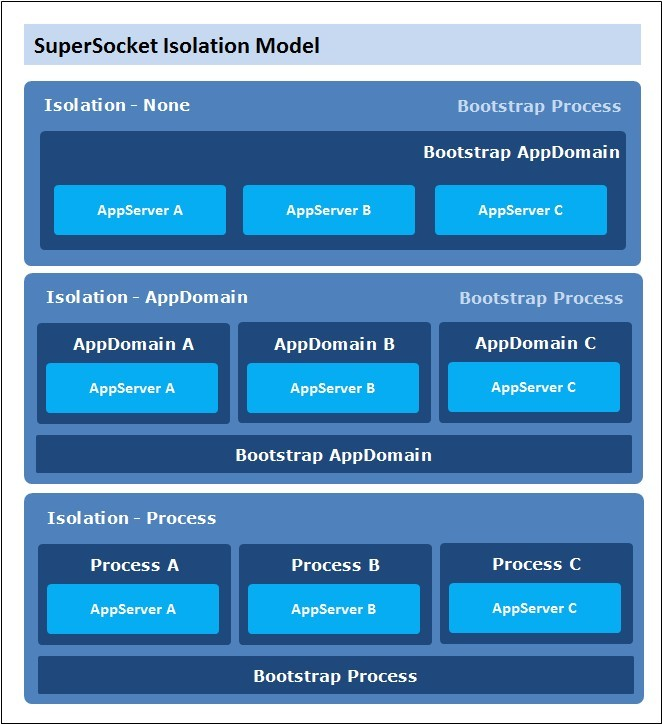 SuperSocket Isolation Model
Isolation - None
Bootstrap Process
Bootstrap AppDomain
AppServer A
AppServer B
AppServer C
Isolation - AppDomain
Bootstrap Process
AppDomain A
AppDomain B
AppDomain C
AppServer A
AppServer B
AppServer C
Bootstrap AppDomain
Isolation - Process
Process A
Process B
Process C
AppServer A
AppServer B
AppServer C
Bootstrap Process